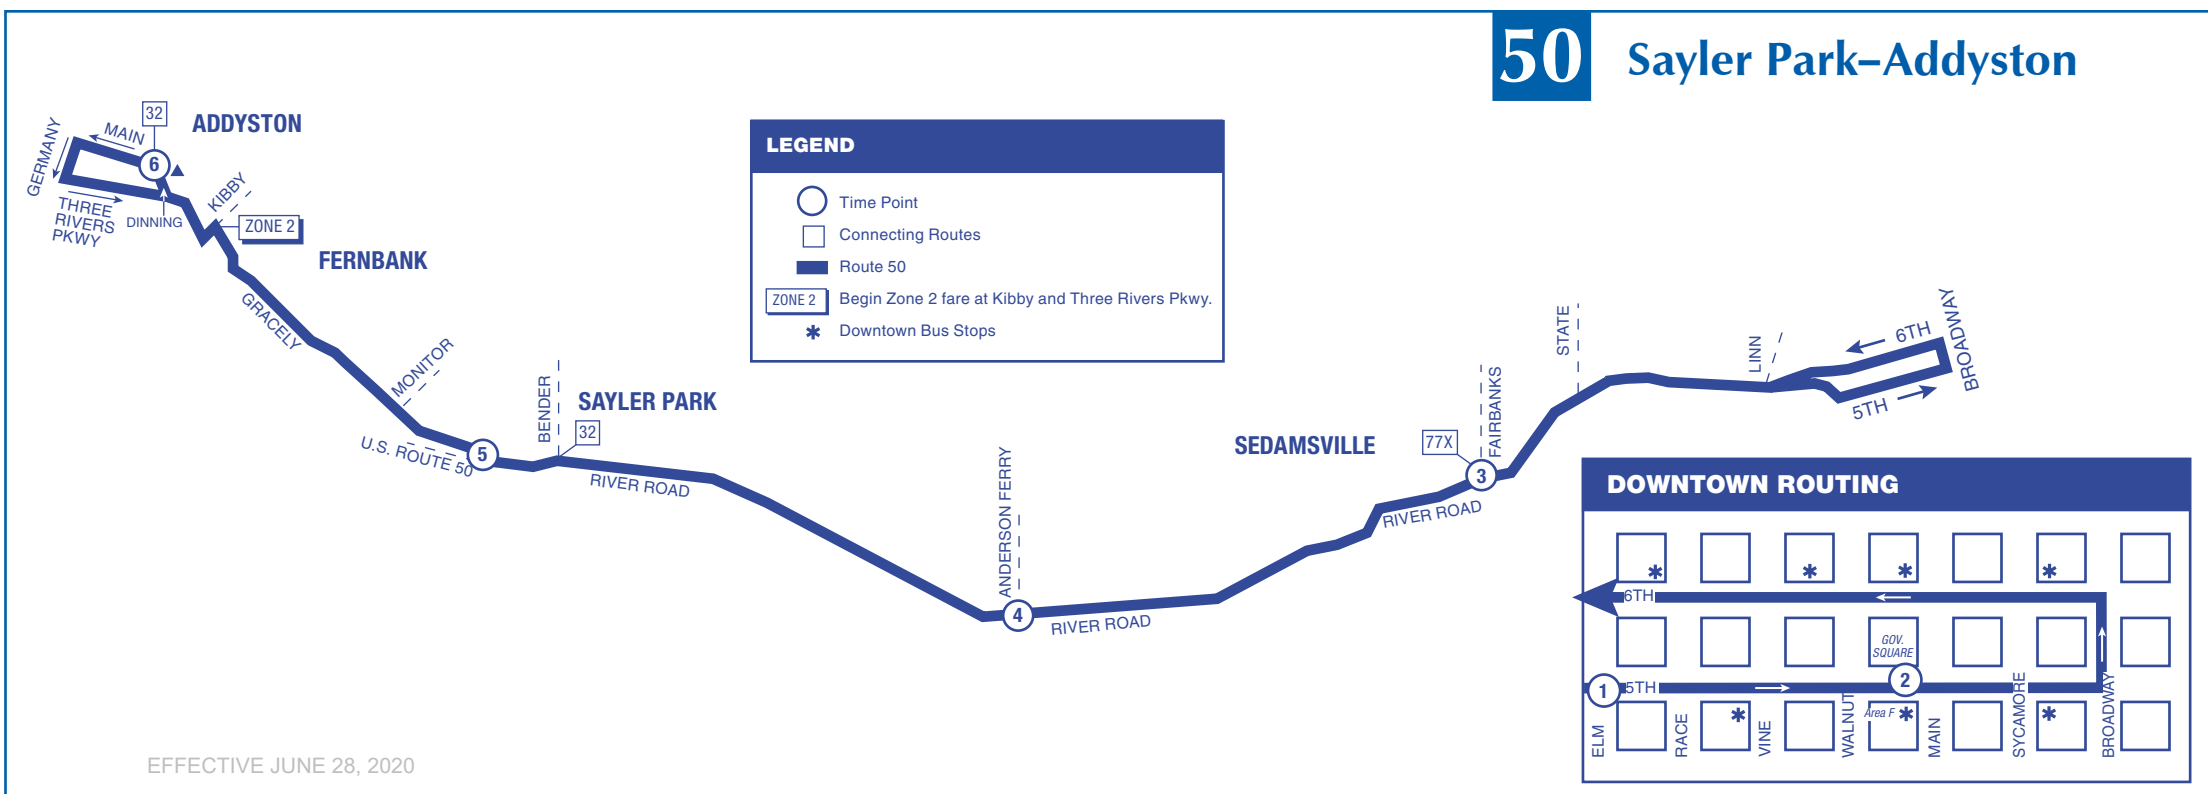 50 Sayler Park–Addyston
32
ADDYSTON
MAIN
GERMANY
6
KIBBY
THREE
RIVERS
PKWY
DINNING
ZONE 2
FERNBANK
GRACELY
MONITOR
U.S. ROUTE 50
5
BENDER
SAYLER PARK
32
RIVER ROAD
LEGEND
Time Point
Connecting Routes
Route 50
ZONE 2 Begin Zone 2 fare at Kibby and Three Rivers Pkwy.
* Downtown Bus Stops
ANDERSON FERRY
4
RIVER ROAD
SEDAMSVILLE
77X
FAIRBANKS
3
RIVER ROAD
STATE
LINN
6TH
BROADWAY
5TH
DOWNTOWN ROUTING
* * * *
6TH
GOV.
SQUARE
1
5TH
2
Area F
* * *
ELM
RACE
VINE
WALNUT
MAIN
SYCAMORE
BROADWAY
EFFECTIVE JUNE 28, 2020